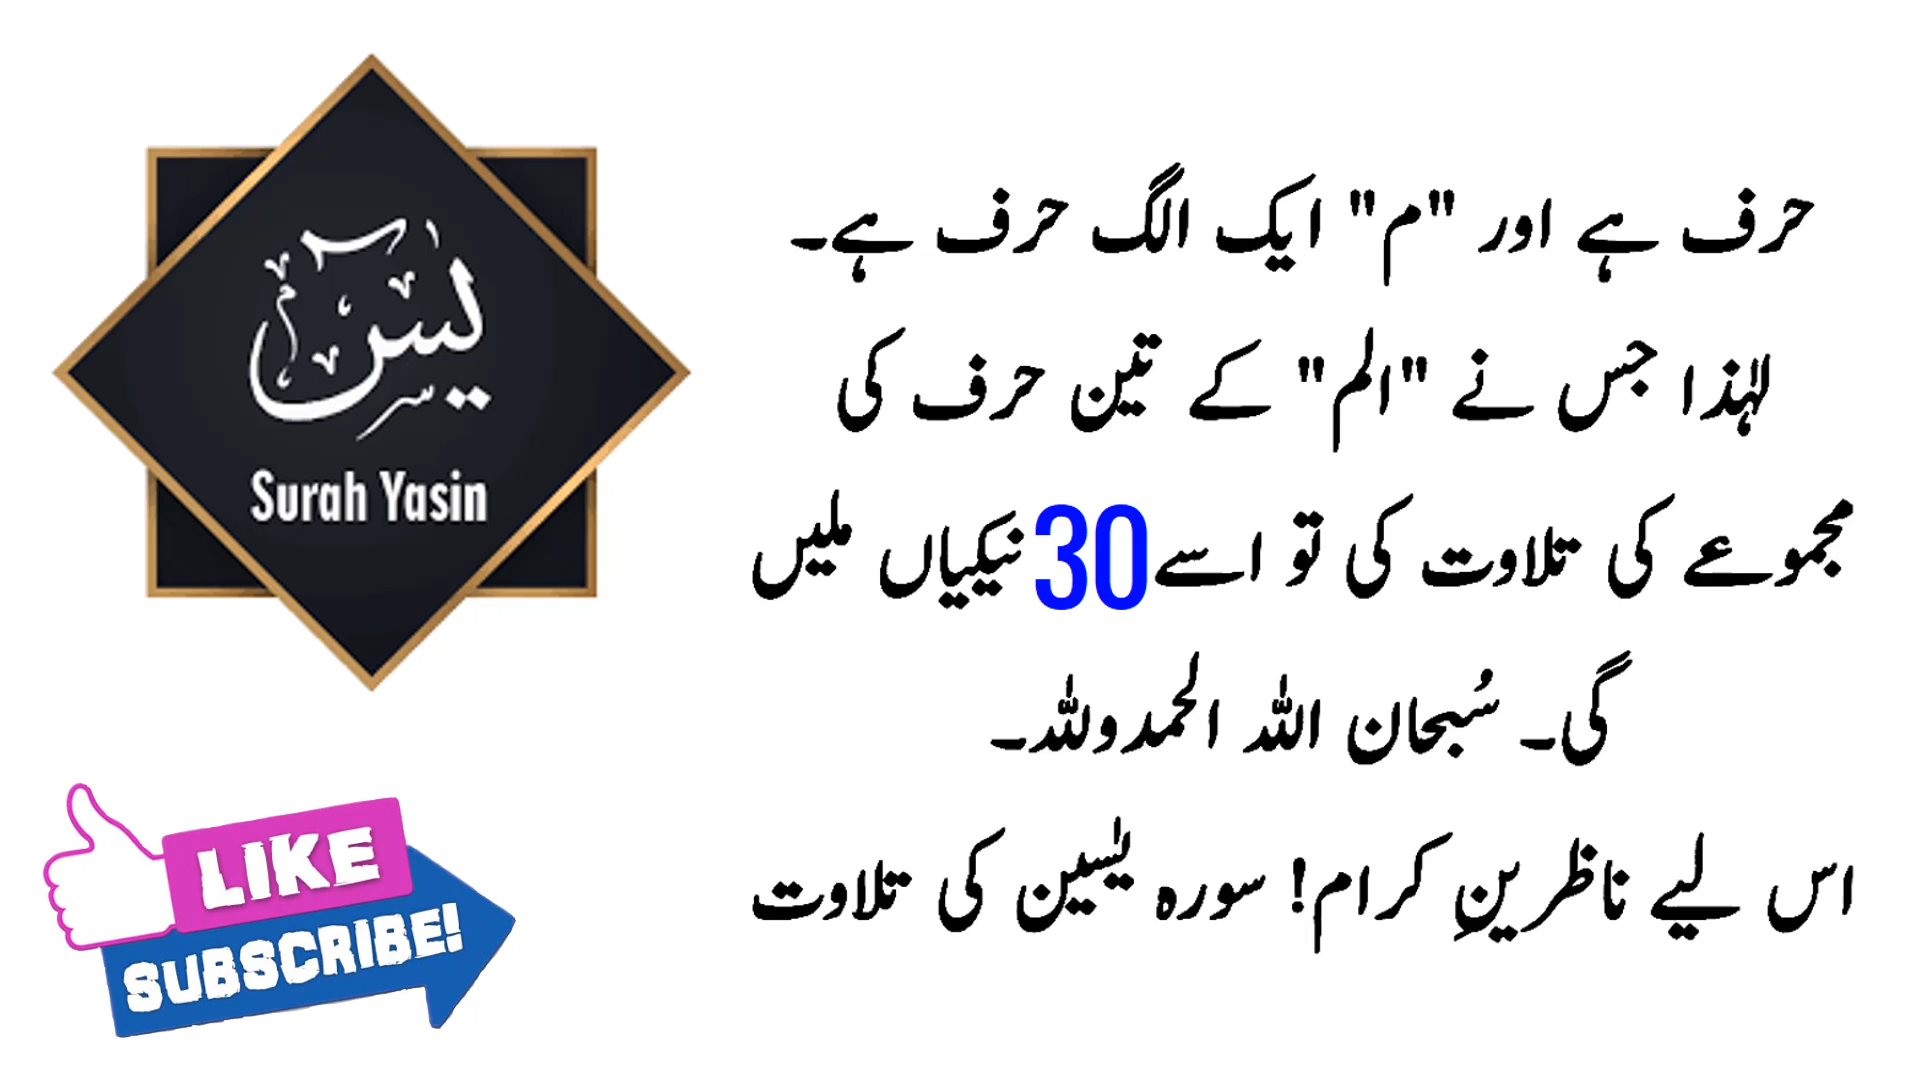 حرف ہے اور "م" ایک الگ حرف ہے۔
لہٰذا جس نے "الم" کے تین حرف کی
مجموعے کی تلاوت کی تو اسے 30 نیکیاں ملیں
گی۔ سُبحان اللہ الحمدوللہ۔
اس لیے ناظرینِ کرام! سورہ یٰسین کی تلاوت
يس
Surah Yasin
LIKE
SUBSCRIBE!